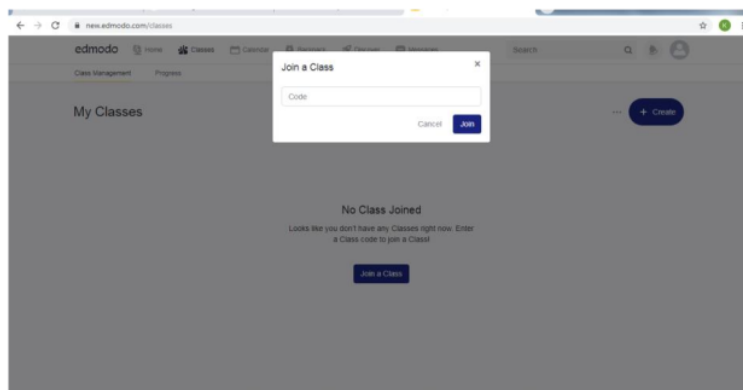 new.edmodo.com/classes
edmodo Home Classes Calendar Search
Class Management Progress
Join a Class ×
Code
Cancel Join
My Classes
... + Create
No Class Joined
Looks like you don't have any Classes right now. Enter
a Class code to join a Class!
Join a Class